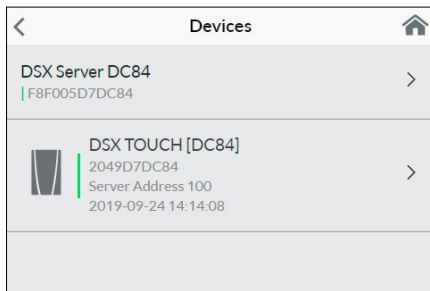 Devices
DSX Server DC84
F8F005D7DC84
DSX TOUCH [DC84]
2049D7DC84
Server Address 100
2019-09-24 14:14:08